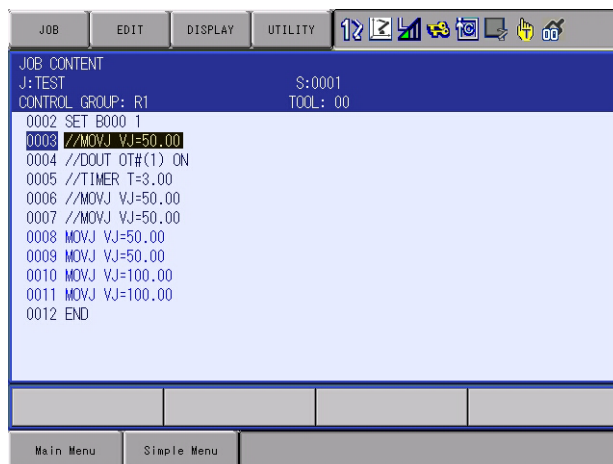 JOB EDIT DISPLAY UTILITY
JOB CONTENT
J:TEST S:0001
CONTROL GROUP: R1 TOOL: 00
0002 SET B000 1
0003 //MOVJ VJ=50.00
0004 //DOUT OT#(1) ON
0005 //TIMER T=3.00
0006 //MOVJ VJ=50.00
0007 //MOVJ VJ=50.00
0008 MOVJ VJ=50.00
0009 MOVJ VJ=50.00
0010 MOVJ VJ=100.00
0011 MOVJ VJ=100.00
0012 END
Main Menu Simple Menu